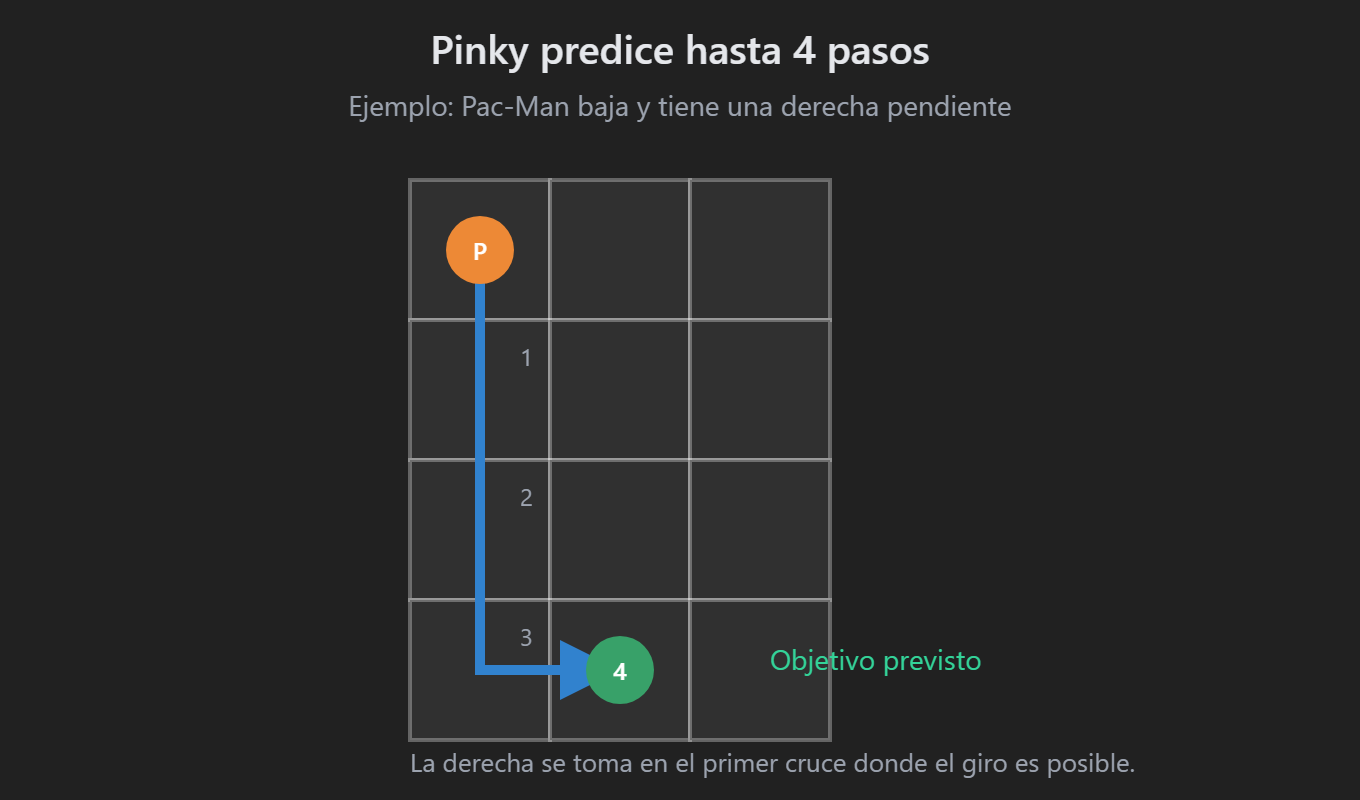 Pinky predice hasta 4 pasos
Ejemplo: Pac-Man baja y tiene una derecha pendiente
P
1
2
3
4
Objetivo previsto
La derecha se toma en el primer cruce donde el giro es posible.